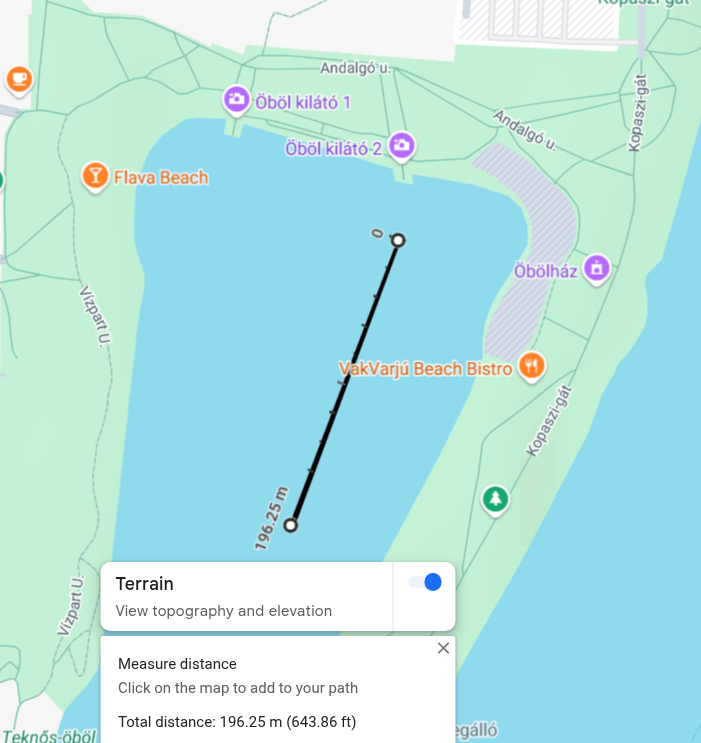 Kopaszi-gát
Andalgó u.
Öböl kilátó 1
Kopaszi-gát
Andalgó u.
Öböl kilátó 2
Flava Beach
0
Öbölház
Vízpart U.
VakVarjú Beach Bistro
Kopaszi-gát
196.25 m
Vízpart U.
Terrain
View topography and elevation
Measure distance
Click on the map to add to your path
Total distance: 196.25 m (643.86 ft)
egálló
Teknős-öböl